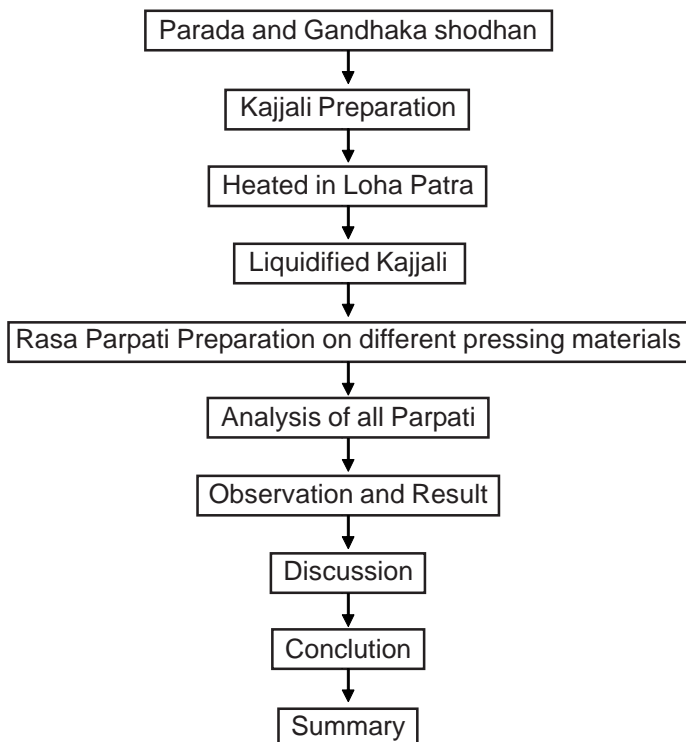 Parada and Gandhaka shodhan
Kajjali Preparation
Heated in Loha Patra
Liquidified Kajjali
Rasa Parpati Preparation on different pressing materials
Analysis of all Parpati
Observation and Result
Discussion
Conclution
Summary